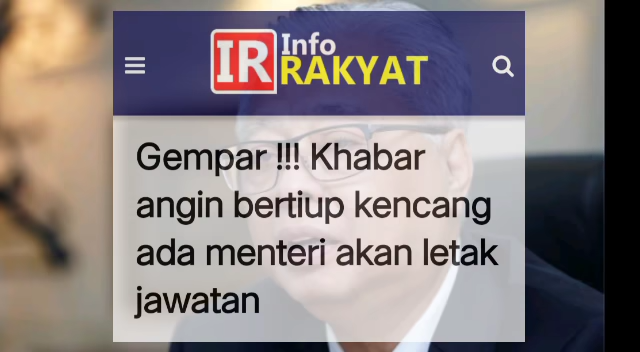 IR Info
RAKYAT
Gempar !!! Khabar
angin bertiup kencang
ada menteri akan letak
jawatan